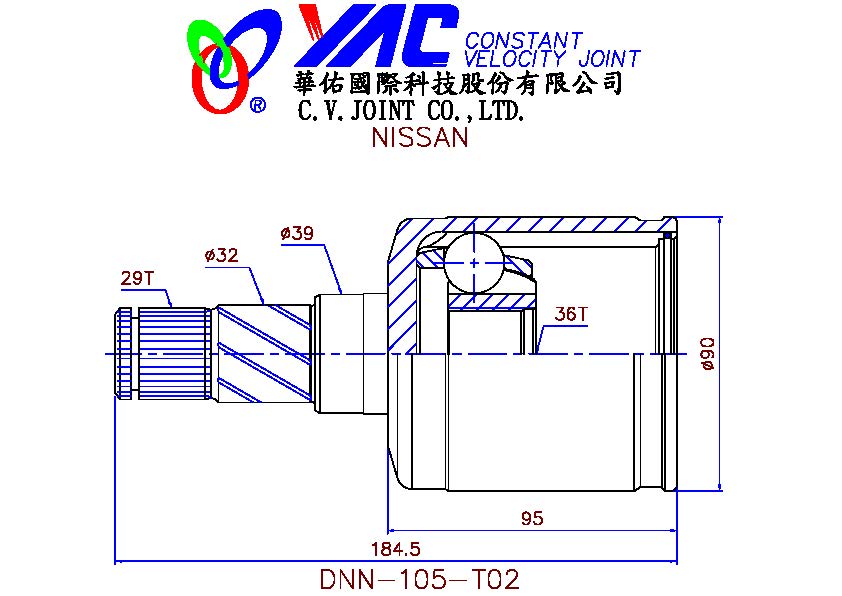 YAC CONSTANT
VELOCITY JOINT
華佑國際科技股份有限公司
®
C.V.JOINT CO.,LTD.
NISSAN
ø39
ø32
29T
36T
ø90
95
184.5
DNN-105-T02